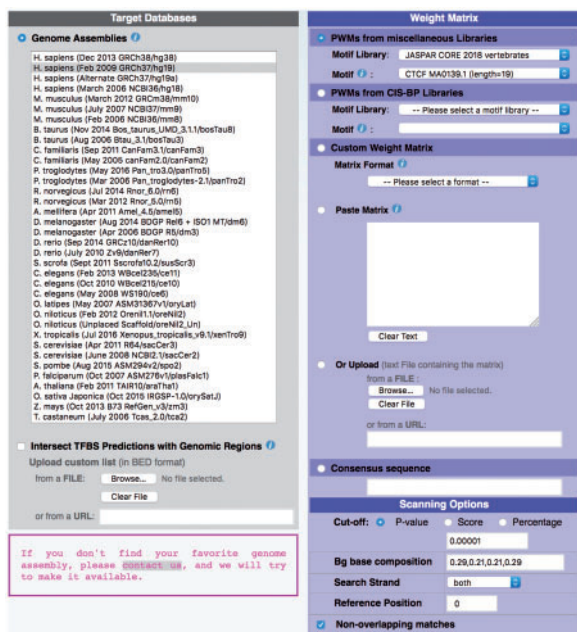 Target Databases
Genome Assemblies
H. sapiens (Dec 2013 GRCh38/hg38)
H. sapiens (Feb 2009 GRCh37/hg19)
H. sapiens (Alternate GRCh37/hg19a)
H. sapiens (March 2006 NCBI36/hg18)
M. musculus (March 2012 GRCm38/mm10)
M. musculus (July 2007 NCBI37/mm9)
M. musculus (Feb 2006 NCBI36/mm8)
B. taurus (Nov 2014 Bos_taurus_UMD_3.1.1/bosTau8)
B. taurus (Aug 2006 Btau_3.1/bosTau3)
C. familiaris (Sep 2011 CanFam3.1/canFam3)
C. familiaris (May 2005 canFam2.0/canFam2)
P. troglodytes (May 2016 Pan_tro3.0/panTro5)
P. troglodytes (Mar 2006 Pan_troglodytes-2.1/panTro2)
R. norvegicus (Jul 2014 Rnor_6.0/rn6)
R. norvegicus (Mar 2012 Rnor_5.0/rn5)
A. mellifera (Apr 2011 Amel_4.5/amel5)
D. melanogaster (Aug 2014 BDGP Rel6 + ISO1 MT/dm6)
D. melanogaster (Apr 2006 BDGP R5/dm3)
D. rerio (Sep 2014 GRCz10/danRer10)
D. rerio (July 2010 Zv9/danRer7)
S. scrofa (Sept 2011 Sscrofa10.2/susScr3)
C. elegans (Feb 2013 WBcel235/ce11)
C. elegans (Oct 2010 WBcel215/ce10)
C. elegans (May 2008 WS190/ce6)
O. latipes (May 2007 ASM31367v1/oryLat)
O. niloticus (Feb 2012 Orenil1.1/oreNil2)
O. niloticus (Unplaced Scaffold/oreNil2_Un)
X. tropicalis (Jul 2016 Xenopus_tropicalis_v9.1/xenTro9)
S. cerevisiae (Apr 2011 R64/sacCer3)
S. cerevisiae (June 2008 NCBI2.1/sacCer2)
S. pombe (Aug 2015 ASM294v2/spo2)
P. falciparum (Oct 2007 ASM276v1/plasFalc1)
A. thaliana (Feb 2011 TAIR10/araTha1)
O. sativa Japonica (Oct 2015 IRGSP-1.0/orySatJ)
Z. mays (Oct 2013 B73 RefGen_v3/zm3)
T. castaneum (July 2006 Tcas_2.0/tca2)
Intersect TFBS Predictions with Genomic Regions
Upload custom list (in BED format)
from a FILE: Browse... No file selected.
Clear File
or from a URL:
If you don't find your favorite genome
assembly, please contact us, and we will try
to make it available.
Weight Matrix
PWMs from miscellaneous Libraries
Motif Library: JASPAR CORE 2018 vertebrates
Motif : CTCF MA0139.1 (length=19)
PWMs from CIS-BP Libraries
Motif Library: -- Please select a motif library --
Motif :
Custom Weight Matrix
Matrix Format
-- Please select a format --
Paste Matrix
Clear Text
Or Upload (text File containing the matrix)
from a FILE :
Browse... No file selected.
Clear File
or from a URL:
Consensus sequence
Scanning Options
Cut-off: P-value Score Percentage
0.00001
Bg base composition 0.29,0.21,0.21,0.29
Search Strand both
Reference Position 0
Non-overlapping matches